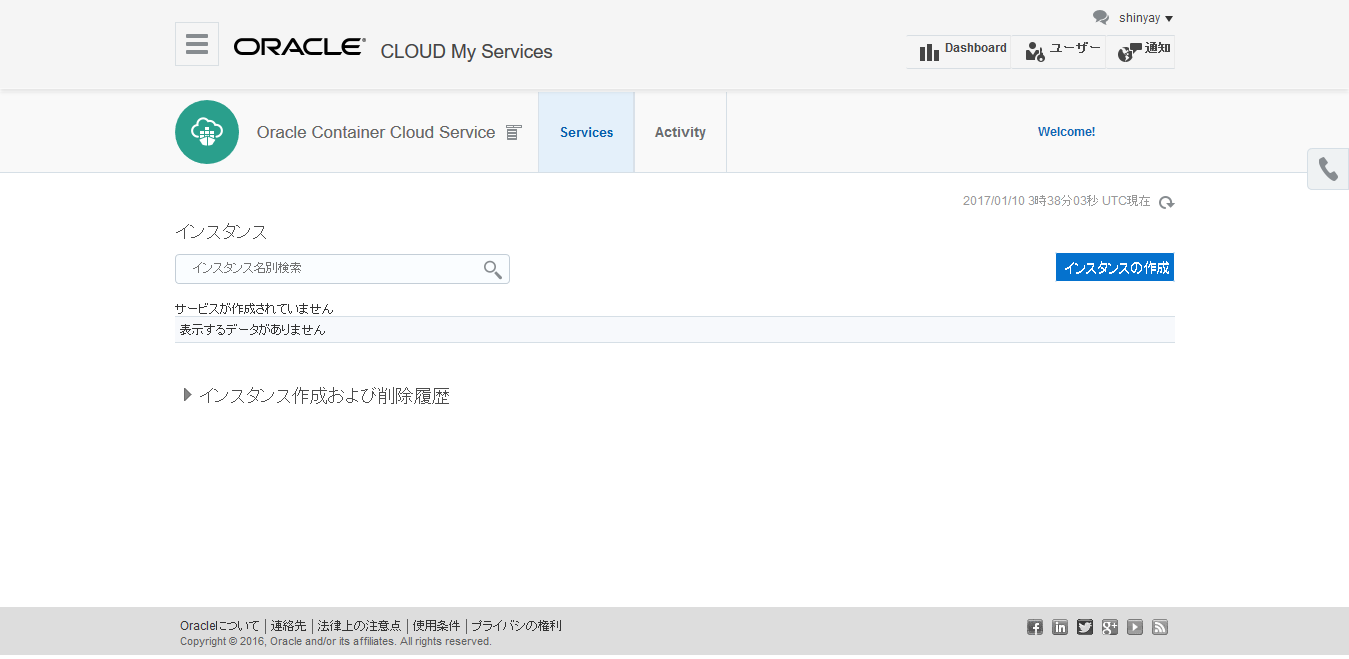 shinyay
ORACLE® CLOUD My Services
Dashboard ユーザー 通知
Oracle Container Cloud Service Services Activity Welcome!
2017/01/10 3時38分03秒 UTC現在
インスタンス
インスタンス名別検索 インスタンスの作成
サービスが作成されていません
表示するデータがありません
インスタンス作成および削除履歴
Oracleについて | 連絡先 | 法律上の注意点 | 使用条件 | プライバシの権利
Copyright © 2016, Oracle and/or its affiliates. All rights reserved.